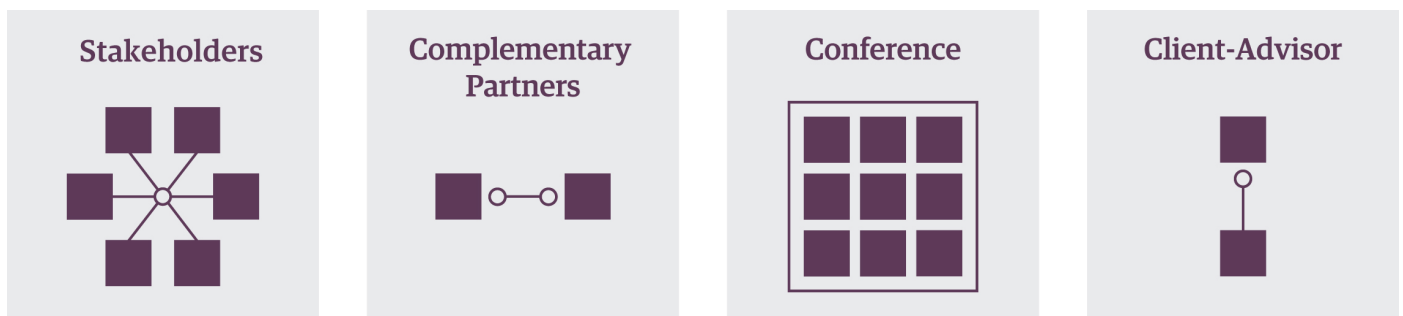 Stakeholders
Complementary
Partners
Conference
Client-Advisor